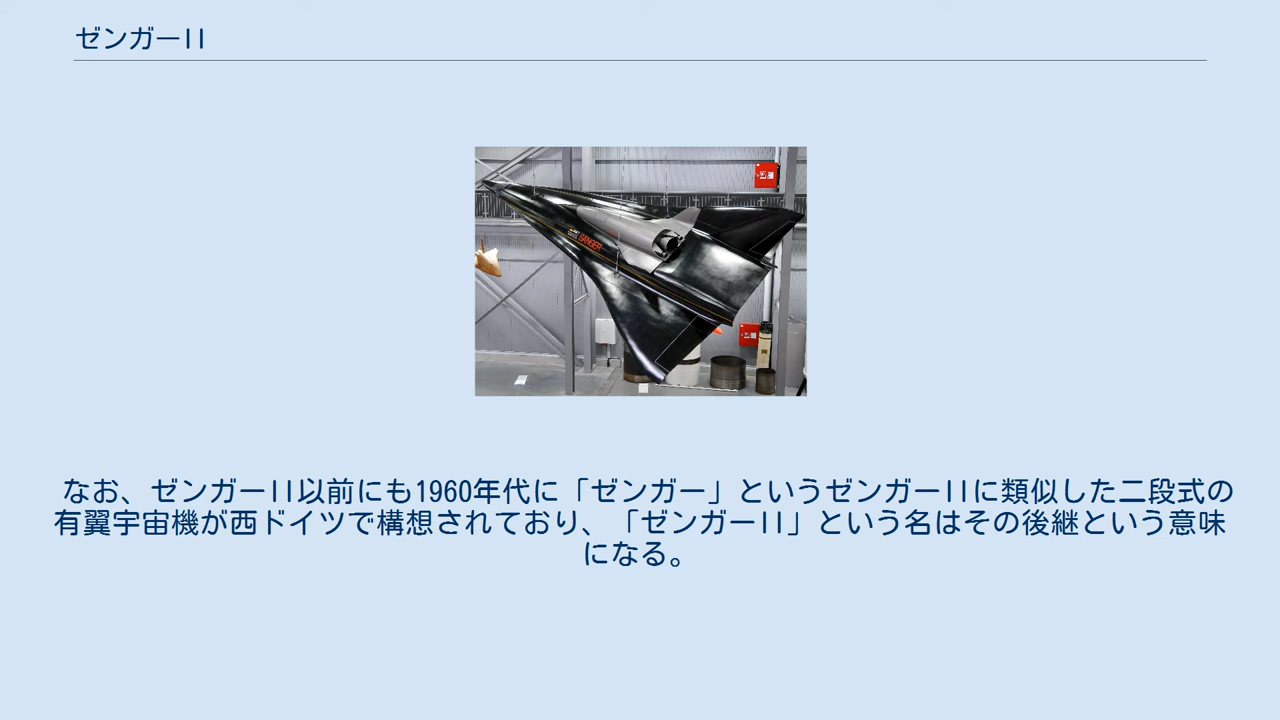 ゼンガーII
SÄNGER
なお、ゼンガーII以前にも1960年代に「ゼンガー」というゼンガーIIに類似した二段式の
有翼宇宙機が西ドイツで構想されており、「ゼンガーII」という名はその後継という意味
になる。